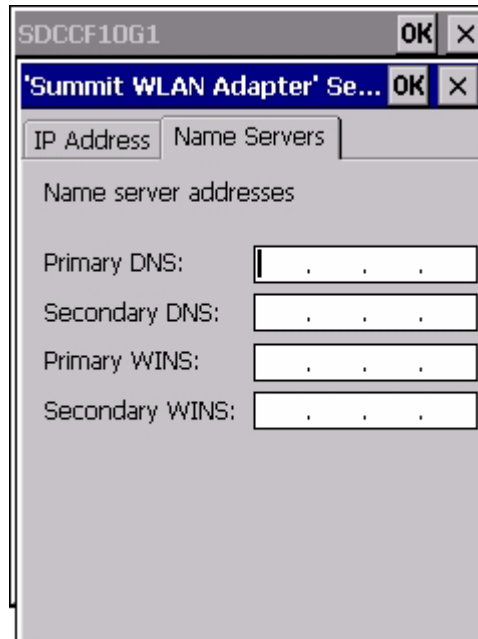 SDCCF10G1 OK ×
'Summit WLAN Adapter' Se... OK ×
IP Address Name Servers
Name server addresses
Primary DNS: . . .
Secondary DNS: . . .
Primary WINS: . . .
Secondary WINS: . . .